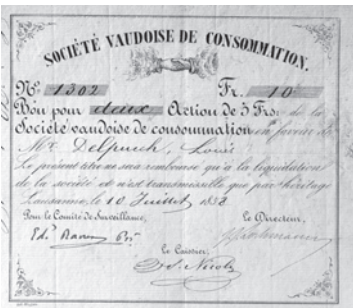 SOCIÉTÉ VAUDOISE DE CONSOMMATION.
No. 1302 Fr. 10
Bon pour deux Action de 5 Frs: de la
Société vaudoise de consommation en faveur de
Mr. Delpuech, Louis
Le présent titre ne sera remboursé qu'à la liquidation
de la société et n'est transmissible que par héritage
Lausanne, le 10 Juillet
Pour le Comité de Surveillance, Le Directeur,
Le Caissier,